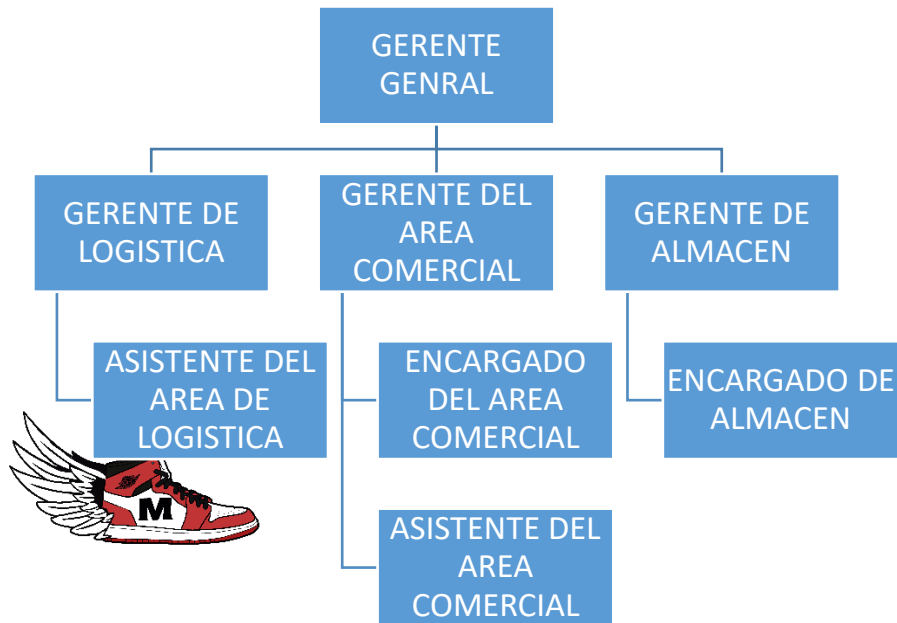 GERENTE
GENRAL
GERENTE DE
LOGISTICA
GERENTE DEL
AREA
COMERCIAL
GERENTE DE
ALMACEN
ASISTENTE DEL
AREA DE
LOGISTICA
ENCARGADO
DEL AREA
COMERCIAL
ENCARGADO DE
ALMACEN
M
ASISTENTE DEL
AREA
COMERCIAL